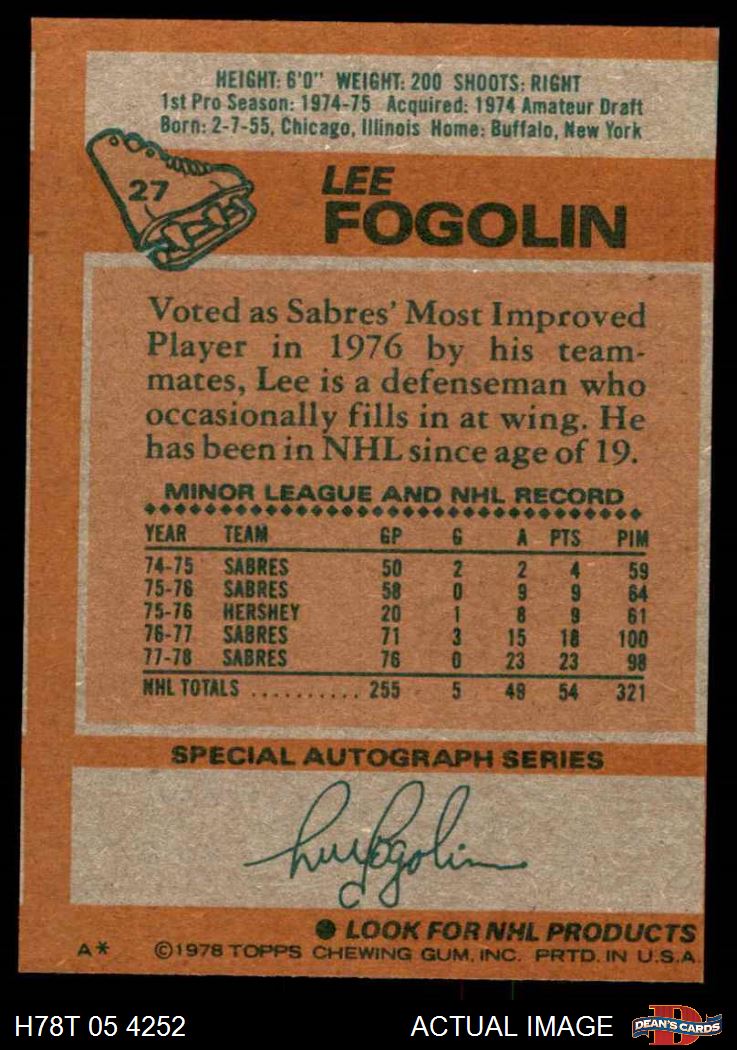 HEIGHT: 6'0" WEIGHT: 200 SHOOTS: RIGHT
1st Pro Season: 1974-75 Acquired: 1974 Amateur Draft
Born: 2-7-55, Chicago, Illinois Home: Buffalo, New York
27
LEE
FOGOLIN
Voted as Sabres' Most Improved
Player in 1976 by his team-
mates, Lee is a defenseman who
occasionally fills in at wing. He
has been in NHL since age of 19.
MINOR LEAGUE AND NHL RECORD
YEAR TEAM GP G A PTS PIM
74-75 SABRES 50 2 2 4 59
75-76 SABRES 58 0 9 9 64
75-76 HERSHEY 20 1 8 9 61
76-77 SABRES 71 3 15 18 100
77-78 SABRES 76 0 23 23 98
NHL TOTALS .......... 255 5 49 54 321
SPECIAL AUTOGRAPH SERIES
Lee Fogolin
LOOK FOR NHL PRODUCTS
A* ©1978 TOPPS CHEWING GUM, INC. PRTD. IN U.S.A.
H78T 05 4252 ACTUAL IMAGE DEAN'S CARDS